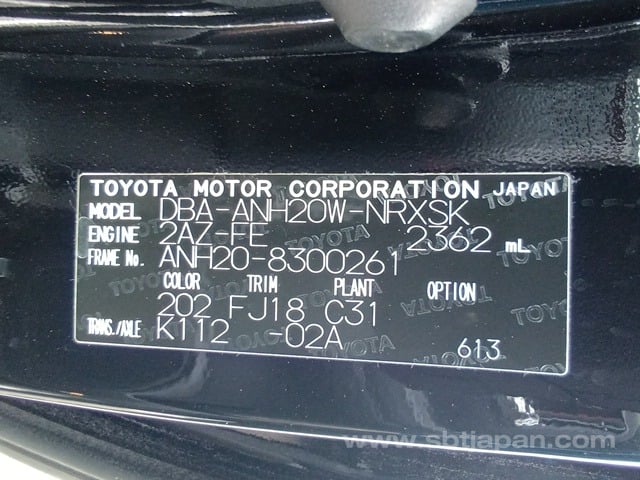 TOYOTA MOTOR CORPORATION JAPAN
MODEL DBA-ANH20W-NRXSK
ENGINE 2AZ-FE 2362 mL
FRAME No. ANH20-8300261
COLOR TRIM PLANT OPTION
202 FJ18 C31
TRANS./AXLE K112 -02A
613
www.sbtjapan.com